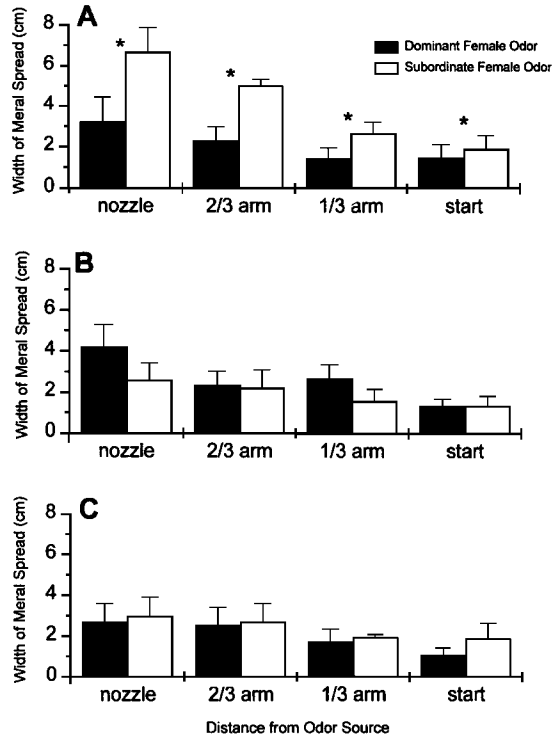 A
Width of Meral Spread (cm)
8
6
4
2
0
*
*
*
*
Dominant Female Odor
Subordinate Female Odor
nozzle 2/3 arm 1/3 arm start
B
Width of Meral Spread (cm)
8
6
4
2
0
nozzle 2/3 arm 1/3 arm start
C
Width of Meral Spread (cm)
8
6
4
2
0
nozzle 2/3 arm 1/3 arm start
Distance from Odor Source